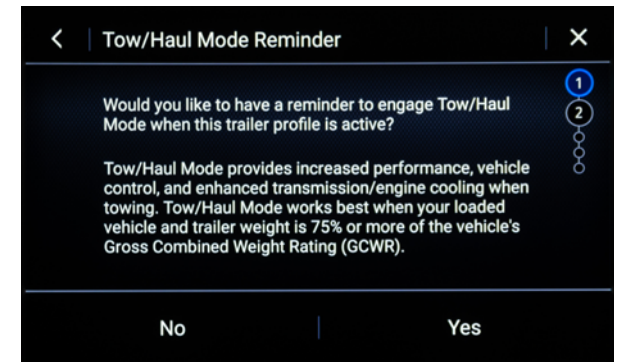 Tow/Haul Mode Reminder
1
Would you like to have a reminder to engage Tow/Haul
Mode when this trailer profile is active?
2
Tow/Haul Mode provides increased performance, vehicle
control, and enhanced transmission/engine cooling when
towing. Tow/Haul Mode works best when your loaded
vehicle and trailer weight is 75% or more of the vehicle's
Gross Combined Weight Rating (GCWR).
No
Yes